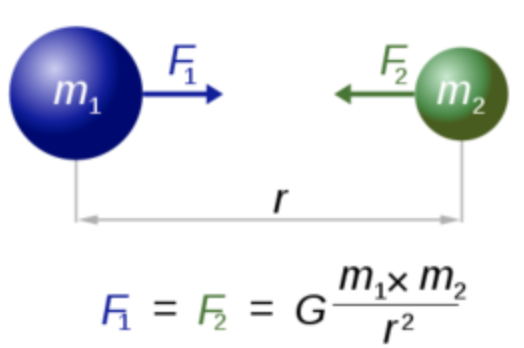 F₁ F₂
m₁ m₂
r
F₁ = F₂ = G m₁ × m₂ / r²